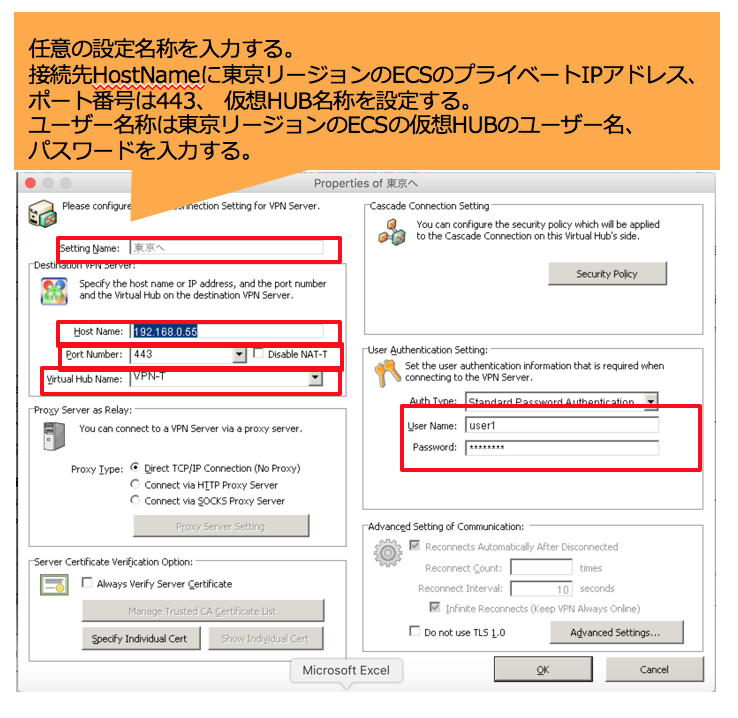 任意の設定名称を入力する。
接続先HostNameに東京リージョンのECSのプライベートIPアドレス、
ポート番号は443、 仮想HUB名称を設定する。
ユーザー名称は東京リージョンのECSの仮想HUBのユーザー名、
パスワードを入力する。
Properties of 東京へ
Please configure Connection Setting for VPN Server.
Setting Name: 東京へ
Destination VPN Server:
Specify the host name or IP address, and the port number
and the Virtual Hub on the destination VPN Server.
Host Name: 192.168.0.55
Port Number: 443 Disable NAT-T
Virtual Hub Name: VPN-T
Proxy Server as Relay:
You can connect to a VPN Server via a proxy server.
Proxy Type: Direct TCP/IP Connection (No Proxy)
Connect via HTTP Proxy Server
Connect via SOCKS Proxy Server
Proxy Server Setting
Server Certificate Verification Option:
Always Verify Server Certificate
Manage Trusted CA Certificate List
Specify Individual Cert Show Individual Cert
Cascade Connection Setting
You can configure the security policy which will be applied
to the Cascade Connection on this Virtual Hub's side.
Security Policy
User Authentication Setting:
Set the user authentication information that is required when
connecting to the VPN Server.
Auth Type: Standard Password Authentication
User Name: user1
Password: ********
Advanced Setting of Communication:
Reconnects Automatically After Disconnected
Reconnect Count: times
Reconnect Interval: 10 seconds
Infinite Reconnects (Keep VPN Always Online)
Do not use TLS 1.0 Advanced Settings...
Microsoft Excel
OK Cancel